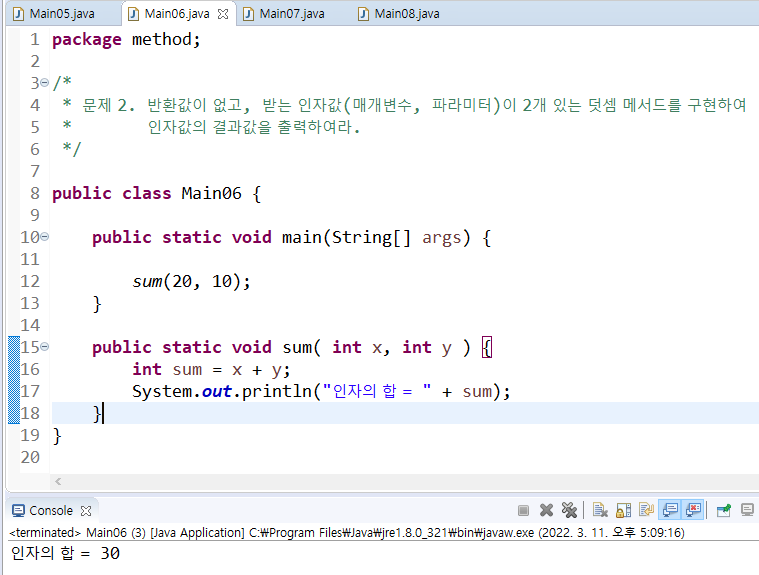 Main05.java Main06.java Main07.java Main08.java
1 package method;
2
3 /*
4 * 문제 2. 반환값이 없고, 받는 인자값(매개변수, 파라미터)이 2개 있는 덧셈 메서드를 구현하여
5 * 인자값의 결과값을 출력하여라.
6 */
7
8 public class Main06 {
9
10 public static void main(String[] args) {
11
12 sum(20, 10);
13 }
14
15 public static void sum( int x, int y ) {
16 int sum = x + y;
17 System.out.println("인자의 합 = " + sum);
18 }
19 }
20
Console
<terminated> Main06 (3) [Java Application] C:₩Program Files₩Java₩jre1.8.0_321₩bin₩javaw.exe (2022. 3. 11. 오후 5:09:16)
인자의 합 = 30